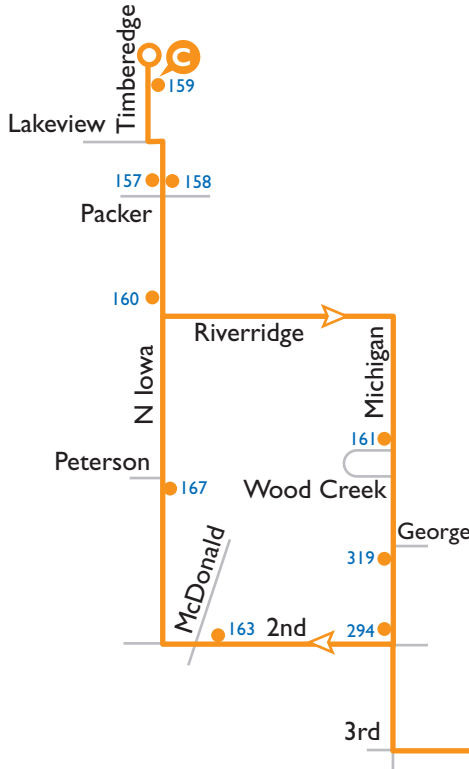 Timberedge
C
159
Lakeview
157
158
Packer
160
Riverridge
N Iowa
Michigan
161
Peterson
167
Wood Creek
George
319
McDonald
163
2nd
294
3rd